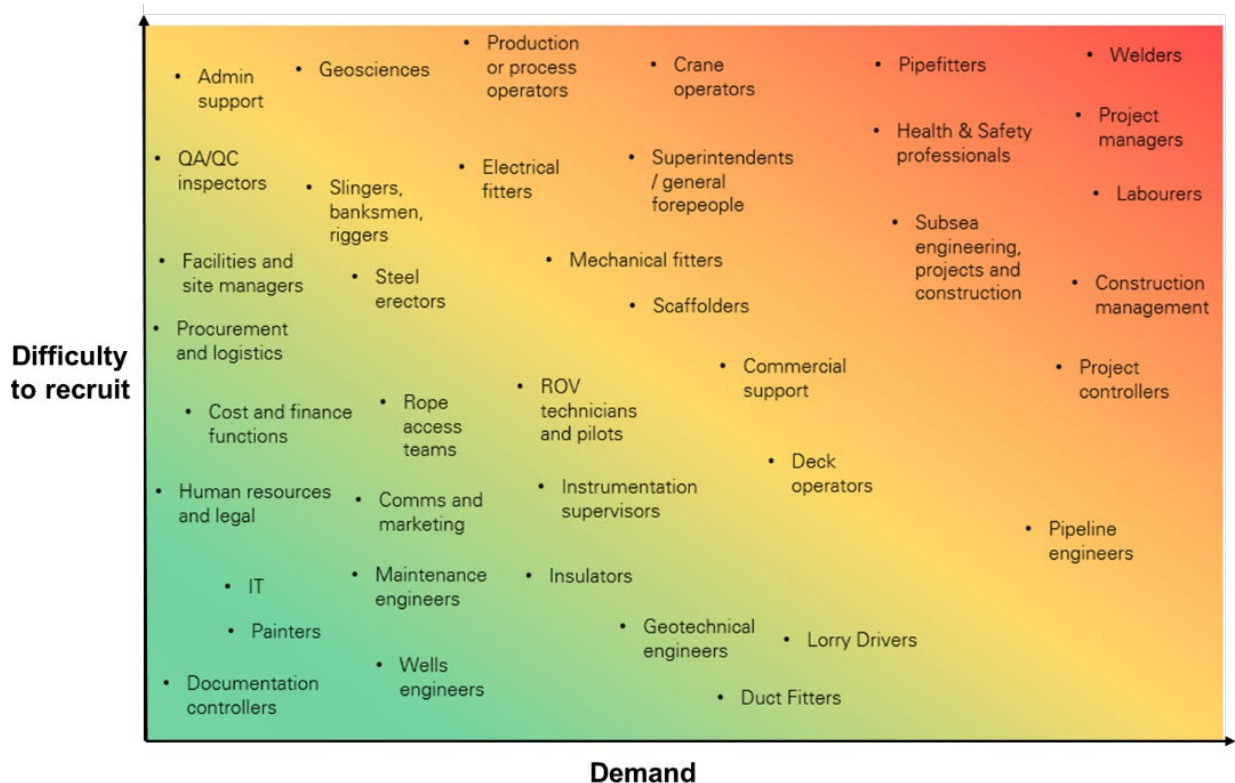 Difficulty
to recruit
• Admin
support
• Geosciences
• Production
or process
operators
• Crane
operators
• Pipefitters
• Welders
• Project
managers
• Health & Safety
professionals
• QA/QC
inspectors
• Slingers,
banksmen,
riggers
• Electrical
fitters
• Superintendents
/ general
forepeople
• Labourers
• Subsea
engineering,
projects and
construction
• Facilities and
site managers
• Steel
erectors
• Mechanical fitters
• Scaffolders
• Construction
management
• Procurement
and logistics
• Commercial
support
• Project
controllers
• Cost and finance
functions
• Rope
access
teams
• ROV
technicians
and pilots
• Deck
operators
• Human resources
and legal
• Comms and
marketing
• Instrumentation
supervisors
• Pipeline
engineers
• IT
• Maintenance
engineers
• Insulators
• Painters
• Geotechnical
engineers
• Lorry Drivers
• Documentation
controllers
• Wells
engineers
• Duct Fitters
Demand